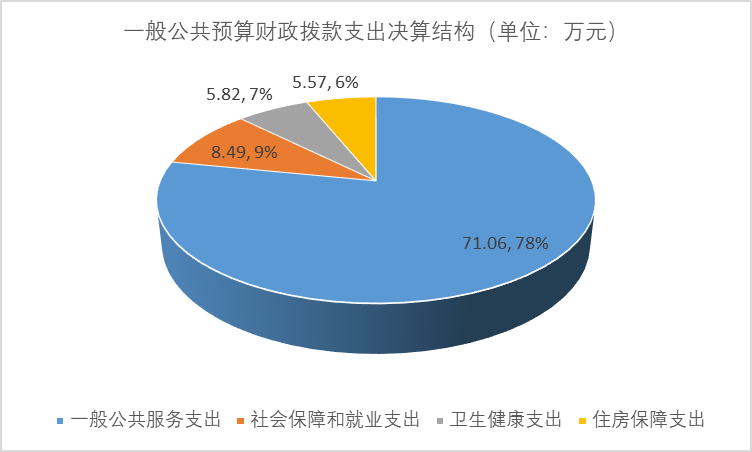 一般公共预算财政拨款支出决算结构（单位：万元）
5.57, 6%
5.82, 7%
8.49, 9%
71.06, 78%
一般公共服务支出 社会保障和就业支出 卫生健康支出 住房保障支出